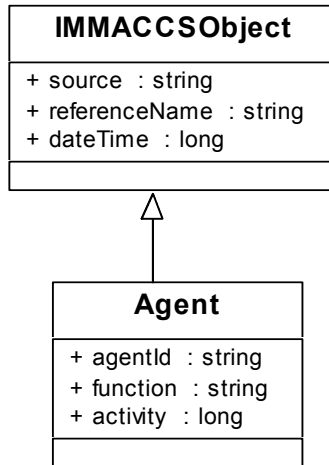 IMMACCSObject
+ source : string
+ referenceName : string
+ dateTime : long
Agent
+ agentId : string
+ function : string
+ activity : long